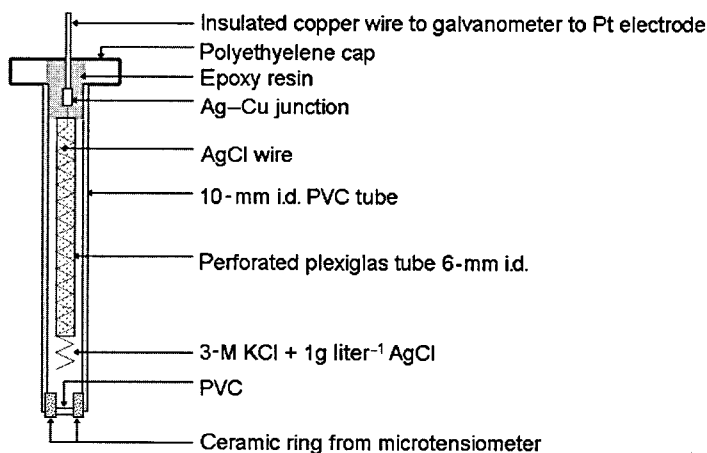 Insulated copper wire to galvanometer to Pt electrode
Polyethyelene cap
Epoxy resin
Ag–Cu junction
AgCl wire
10-mm i.d. PVC tube
Perforated plexiglas tube 6-mm i.d.
3-M KCl + 1g liter⁻¹ AgCl
PVC
Ceramic ring from microtensiometer